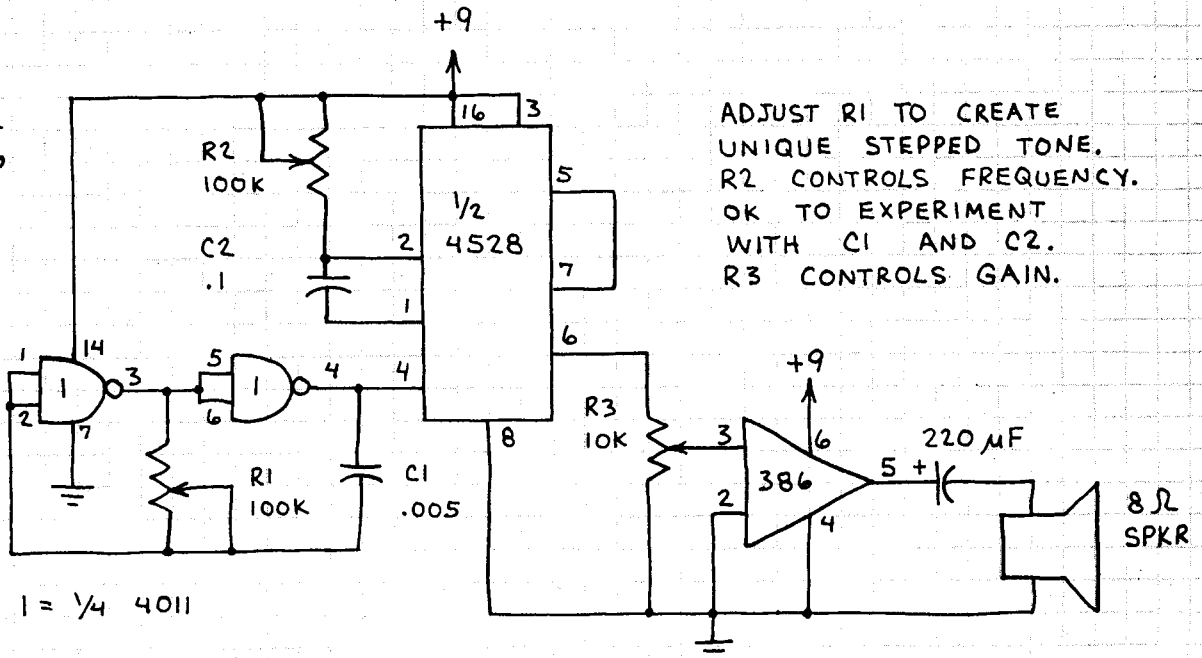 +9
16 3
ADJUST R1 TO CREATE
UNIQUE STEPPED TONE.
R2 CONTROLS FREQUENCY.
OK TO EXPERIMENT
WITH C1 AND C2.
R3 CONTROLS GAIN.
R2
100K
1/2
4528
5
7
6
2
1
4
8
C2
.1
1
2
14
1
3
7
5
6
1
4
R1
100K
C1
.005
R3
10K
+9
3
2
386
6
4
5
+
220 µF
8 Ω
SPKR
1 = 1/4 4011